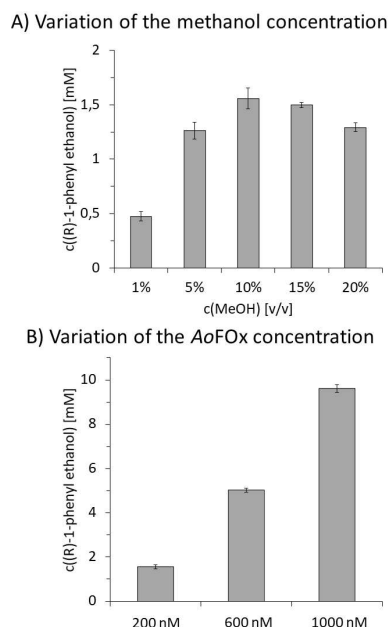 A) Variation of the methanol concentration
c((R)-1-phenyl ethanol) [mM]
2
1,5
1
0,5
0
1% 5% 10% 15% 20%
c(MeOH) [v/v]
B) Variation of the AoFOx concentration
c((R)-1-phenyl ethanol) [mM]
10
8
6
4
2
0
200 nM 600 nM 1000 nM